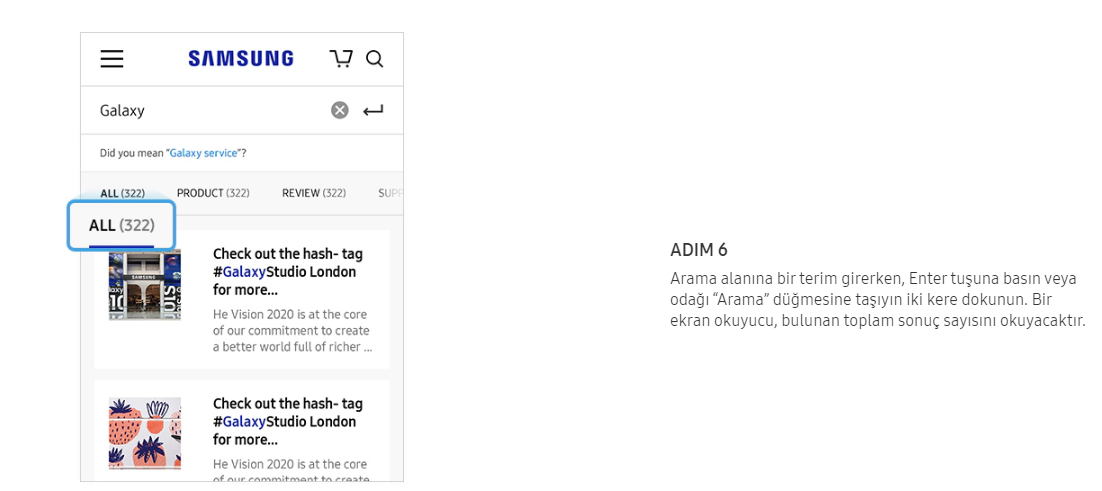 SAMSUNG
Galaxy
Did you mean “Galaxy service”?
ALL (322) PRODUCT (322) REVIEW (322)
ALL (322)
Check out the hash- tag
#GalaxyStudio London
for more...
He Vision 2020 is at the core
of our commitment to create
a better world full of richer ...
Check out the hash- tag
#GalaxyStudio London
for more...
He Vision 2020 is at the core
of our commitment to create
ADIM 6
Arama alanına bir terim girerken, Enter tuşuna basın veya
odağı “Arama” düğmesine taşıyın iki kere dokunun. Bir
ekran okuyucu, bulunan toplam sonuç sayısını okuyacaktır.